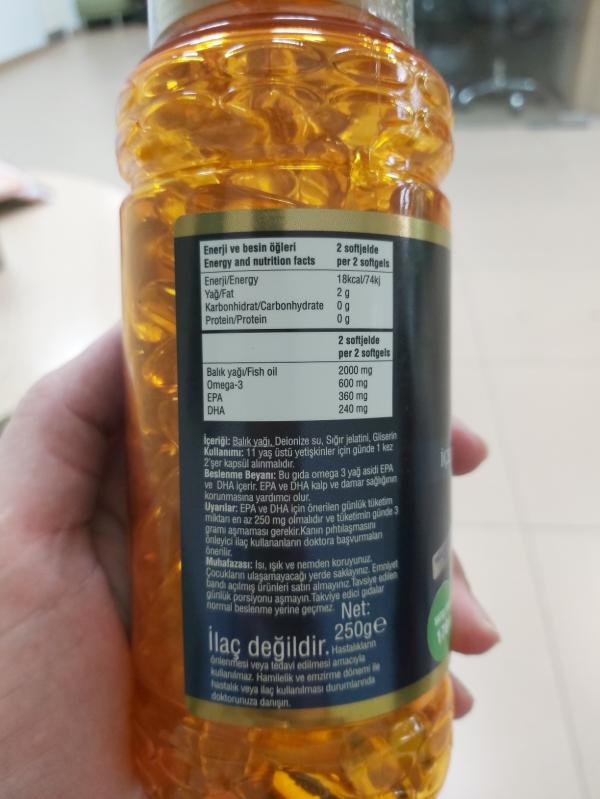 Enerji ve besin öğleri 2 softjelde
Energy and nutrition facts per 2 softgels
Enerji/Energy 18kcal/74kj
Yağ/Fat 2 g
Karbonhidrat/Carbonhydrate 0 g
Protein/Protein 0 g
2 softjelde
per 2 softgels
Balık yağı/Fish oil 2000 mg
Omega-3 600 mg
EPA 360 mg
DHA 240 mg
İçeriği: Balık yağı, Deionize su, Sığır jelatini, Gliserin
Kullanımı: 11 yaş üstü yetişkinler için günde 1 kez
2'şer kapsül alınmalıdır.
Beslenme Beyanı: Bu gıda omega 3 yağ asidi EPA
ve DHA içerir. EPA ve DHA kalp ve damar sağlığının
korunmasına yardımcı olur.
Uyarılar: EPA ve DHA için önerilen günlük tüketim
miktarı en az 250 mg olmalıdır ve tüketimin günde 3
gramı aşmaması gerekir.Kanın pıhtılaşmasını
önleyici ilaç kullananların doktora başvurmaları
önerilir.
Muhafazası: Isı, ışık ve nemden koruyunuz.
Çocukların ulaşamayacağı yerde saklayınız. Emniyet
bandı açılmış ürünleri satın almayınız.Tavsiye edilen
günlük porsiyonu aşmayın.Takviye edici gıdalar
normal beslenme yerine geçmez. Net:
250g℮
İlaç değildir. Hastalıkların
önlenmesi veya tedavi edilmesi amacıyla
kullanılmaz. Hamilelik ve emzirme dönemi ile
hastalık veya ilaç kullanılması durumlarında
doktorunuza danışın.